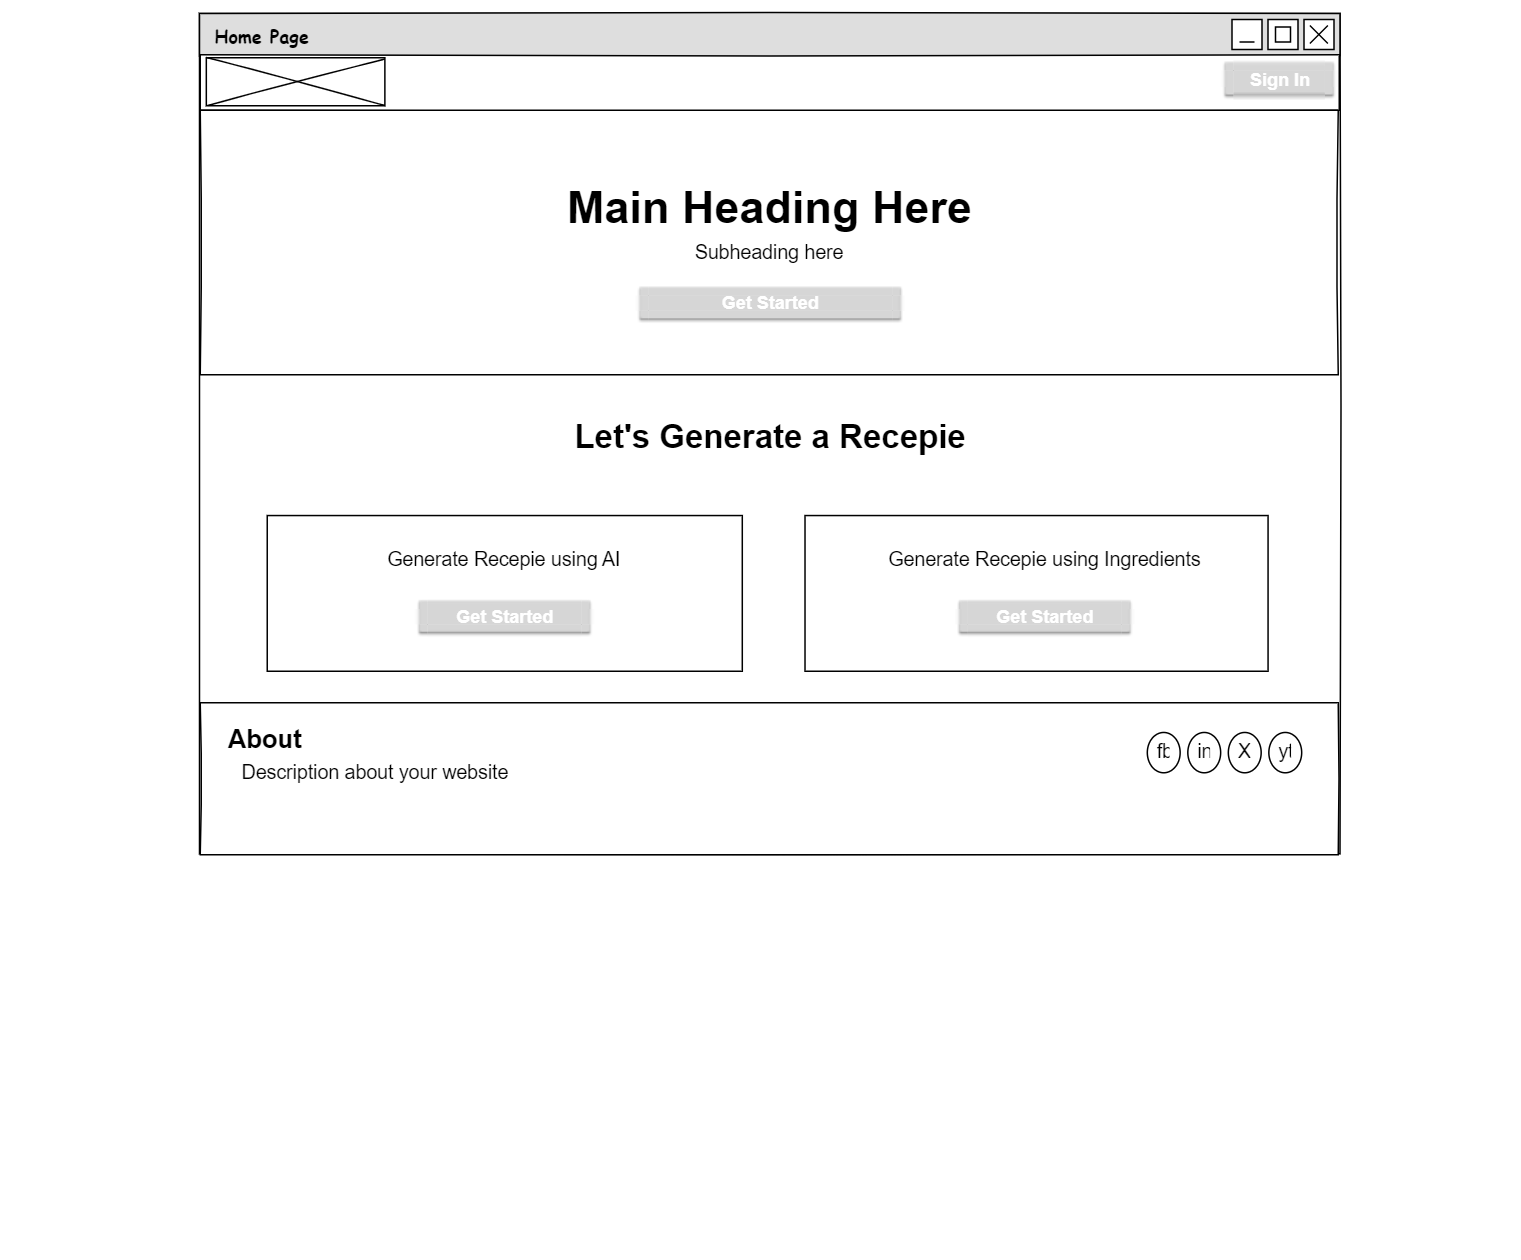 Home Page
Sign In
Main Heading Here
Subheading here
Get Started
Let's Generate a Recepie
Generate Recepie using AI
Generate Recepie using Ingredients
Get Started
Get Started
About
Description about your website
fb in X yt